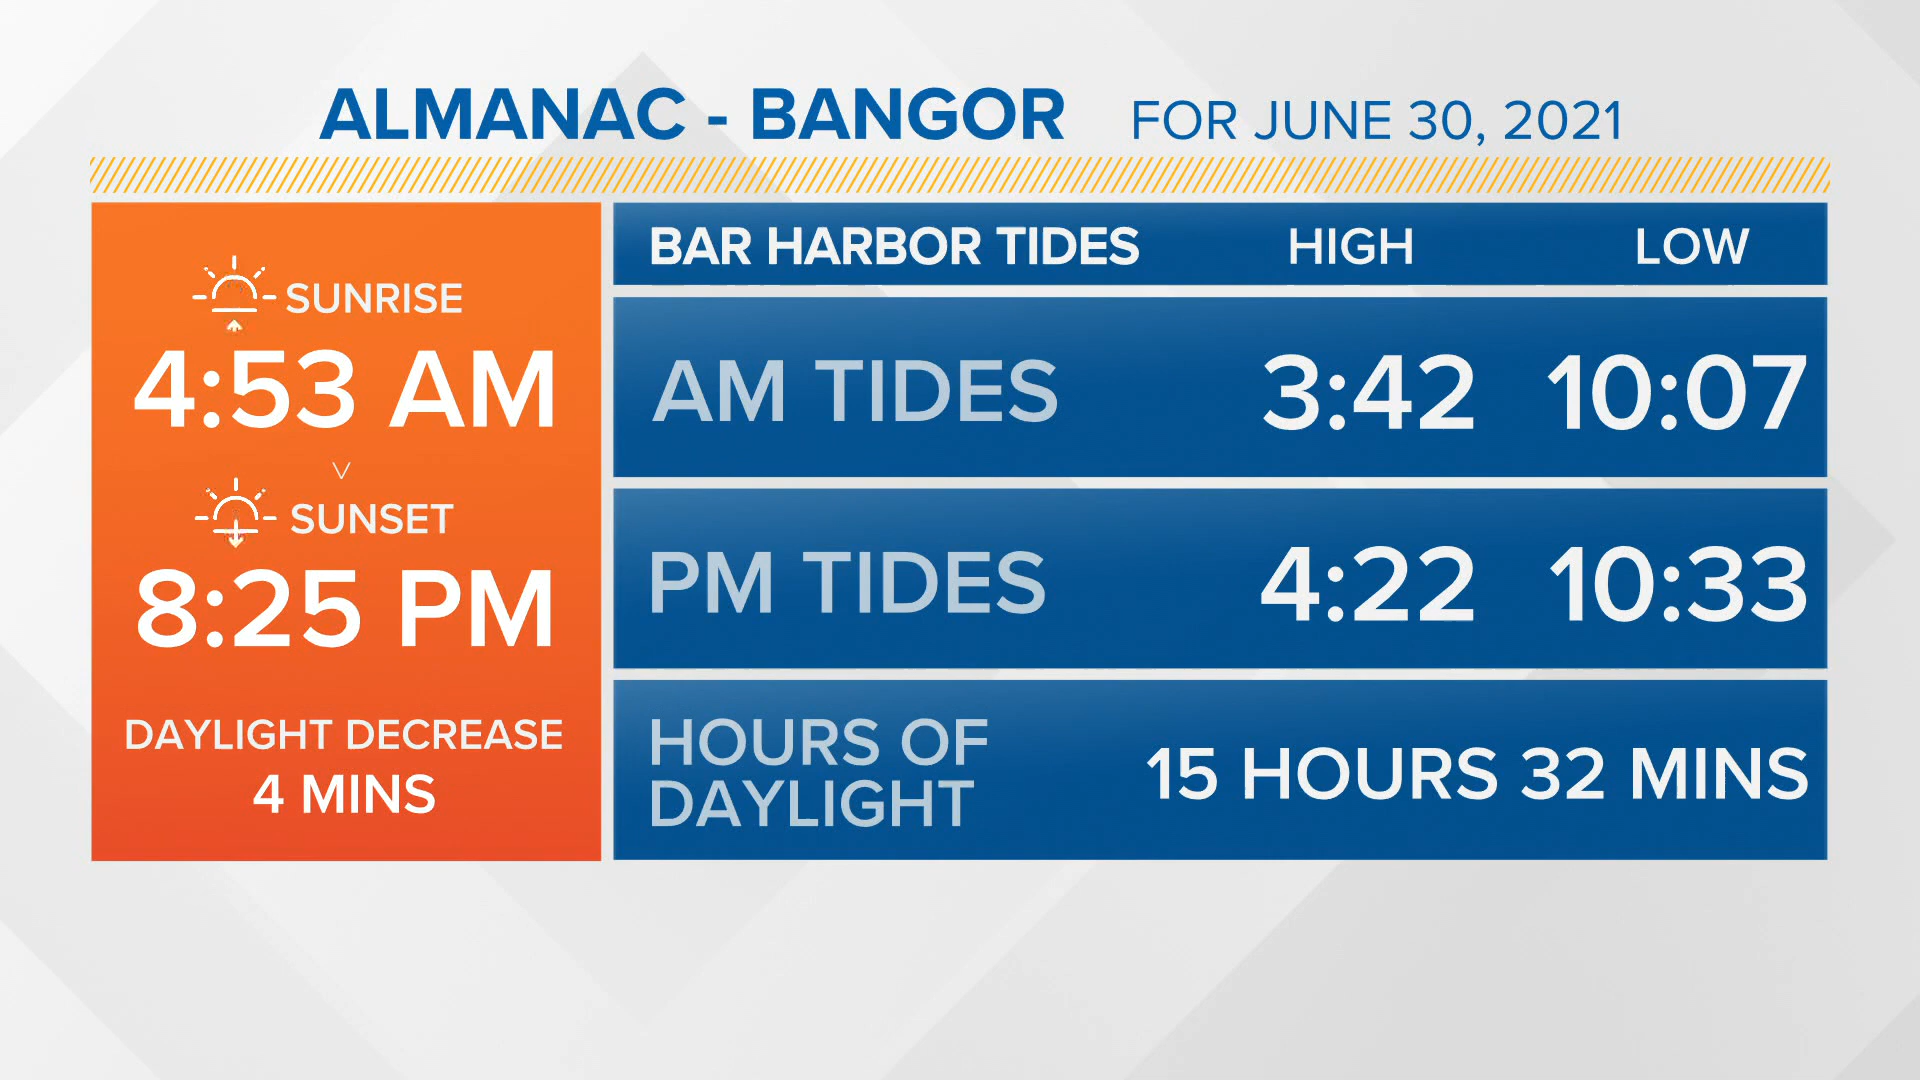 ALMANAC - BANGOR FOR JUNE 30, 2021
SUNRISE
4:53 AM
SUNSET
8:25 PM
DAYLIGHT DECREASE
4 MINS
BAR HARBOR TIDES HIGH LOW
AM TIDES 3:42 10:07
PM TIDES 4:22 10:33
HOURS OF
DAYLIGHT
15 HOURS 32 MINS